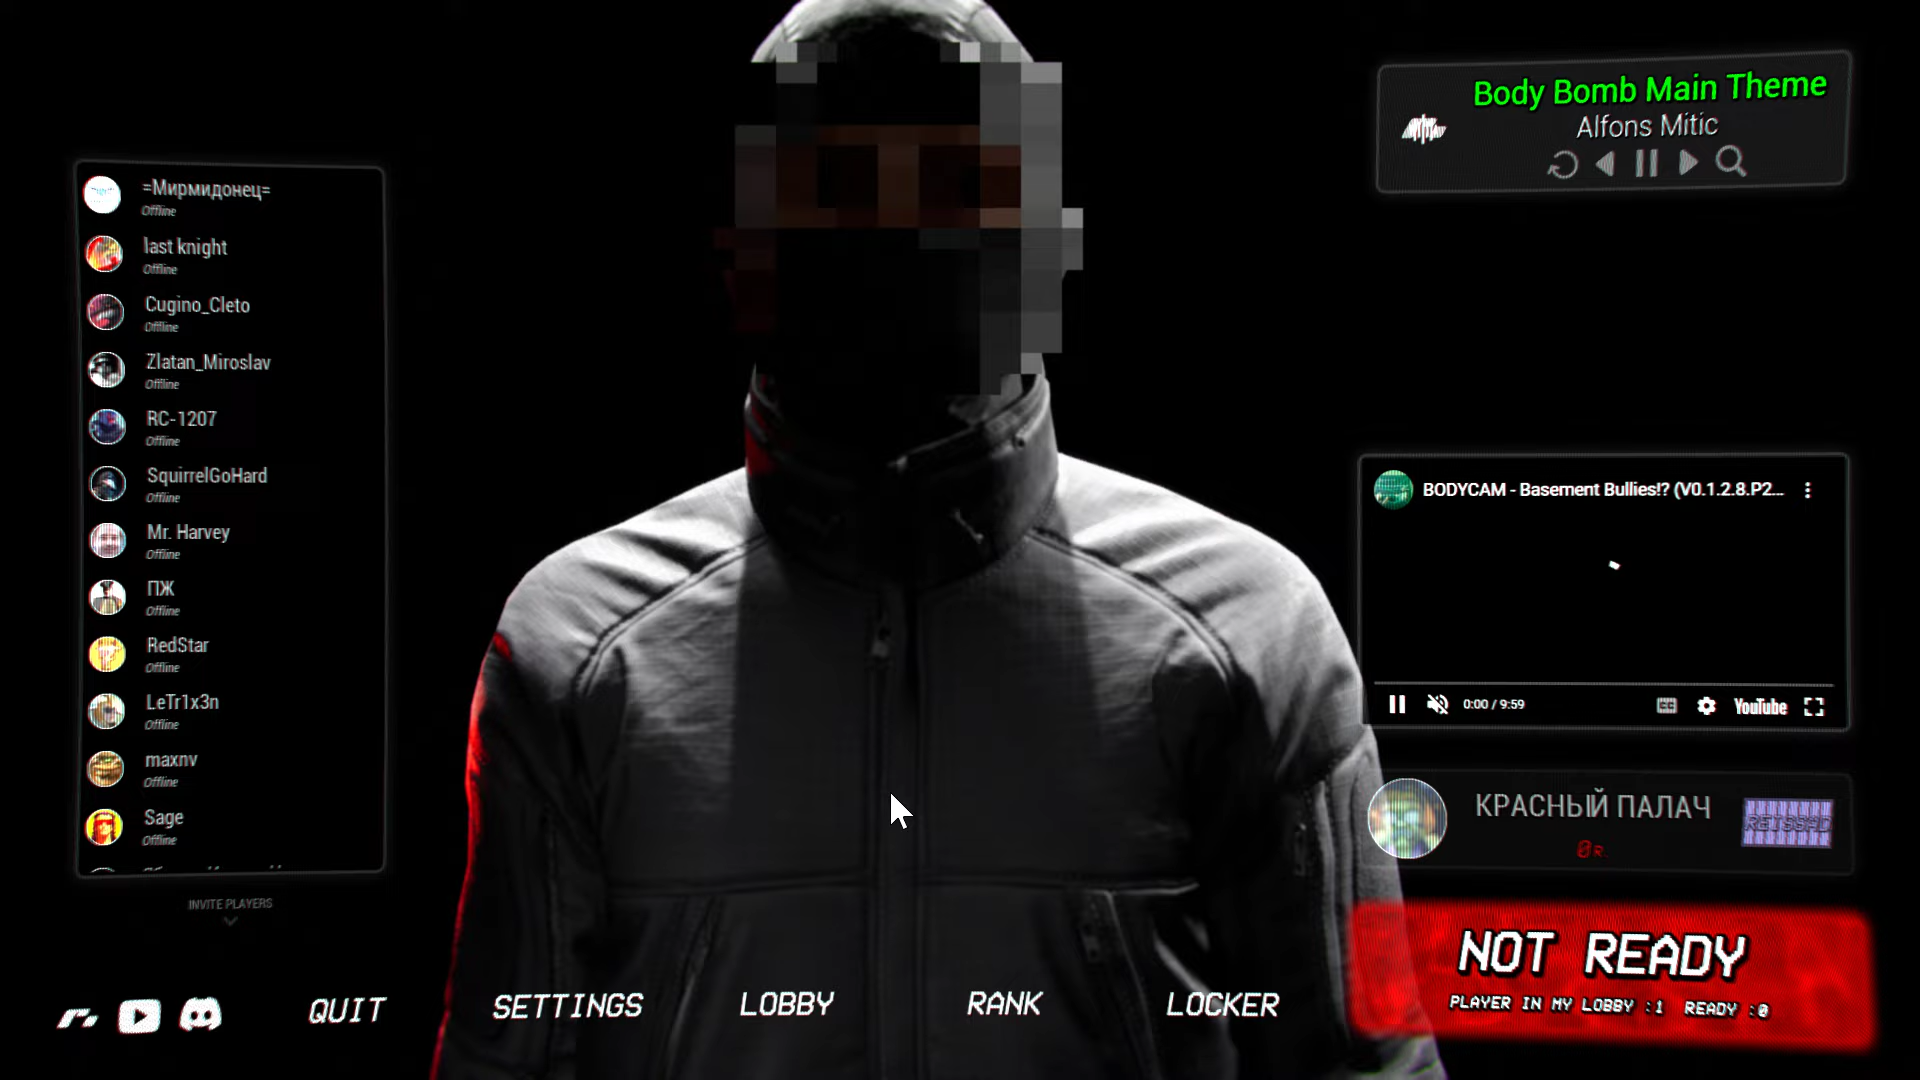 =Мирмидонец=
Offline
last knight
Offline
Cugino_Cleto
Offline
Zlatan_Miroslav
Offline
RC-1207
Offline
SquirrelGoHard
Offline
Mr. Harvey
Offline
ПЖ
Offline
RedStar
Offline
LeTr1x3n
Offline
maxnv
Offline
Sage
Offline
INVITE PLAYERS
Body Bomb Main Theme
Alfons Mitic
BODYCAM - Basement Bullies!? (V0.1.2.8.P2...
0:00 / 9:59
CC
YouTube
КРАСНЫЙ ПАЛАЧ
REISSAD
0R.
NOT READY
PLAYER IN MY LOBBY :1 READY :0
QUIT
SETTINGS
LOBBY
RANK
LOCKER